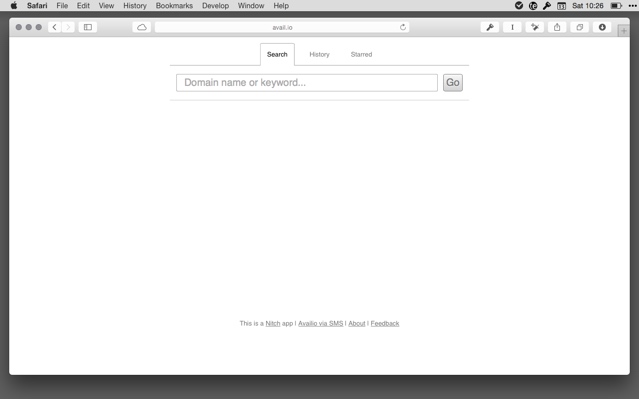 Safari File Edit View History Bookmarks Develop Window Help
Sat 10:26
avail.io
Search History Starred
Domain name or keyword... Go
This is a Nitch app | Availio via SMS | About | Feedback